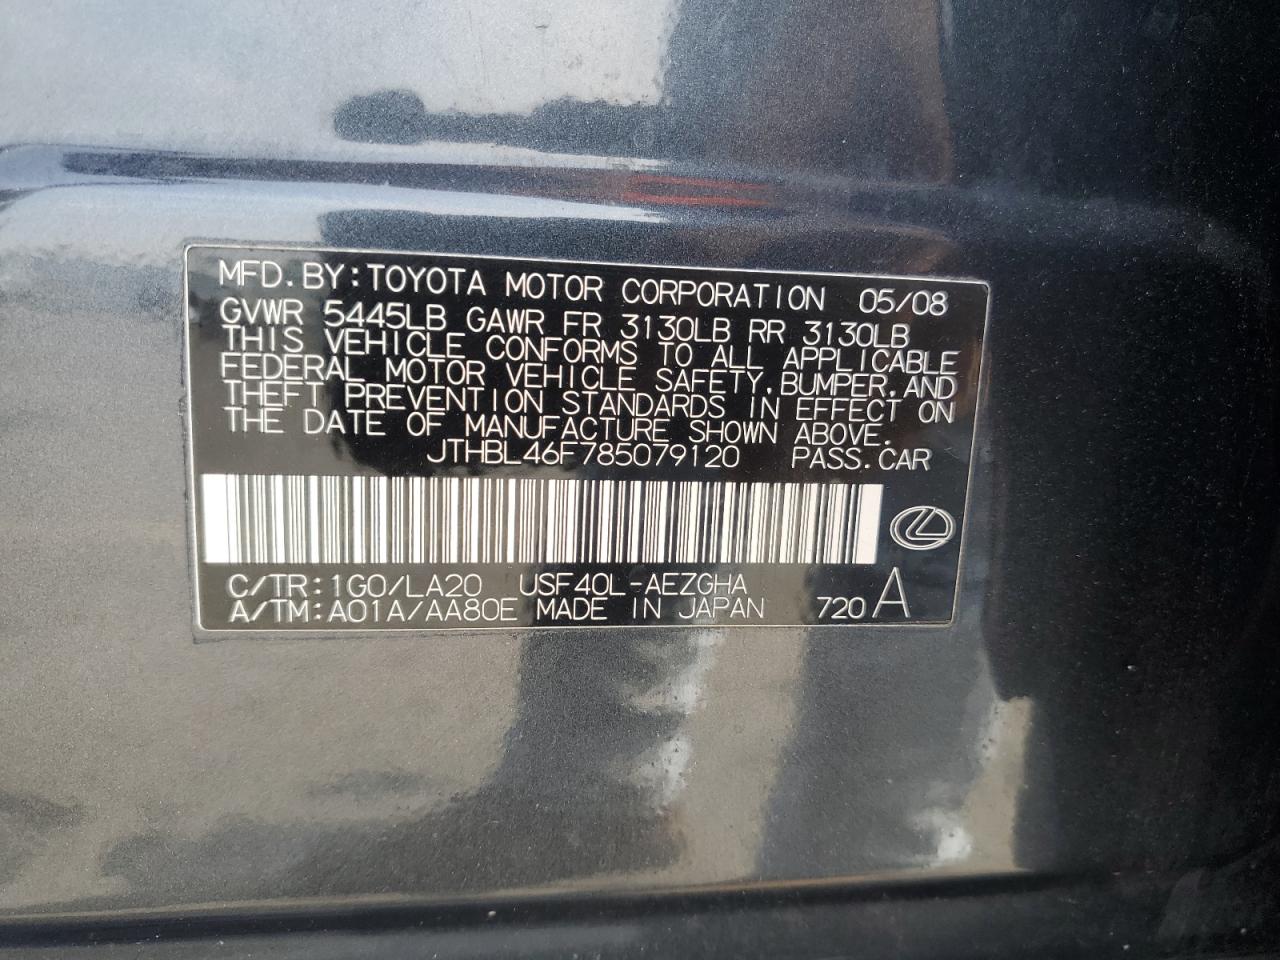 MFD.BY:TOYOTA MOTOR CORPORATION 05/08
GVWR 5445LB GAWR FR 3130LB RR 3130LB
THIS VEHICLE CONFORMS TO ALL APPLICABLE
FEDERAL MOTOR VEHICLE SAFETY,BUMPER,AND
THEFT PREVENTION STANDARDS IN EFFECT ON
THE DATE OF MANUFACTURE SHOWN ABOVE.
JTHBL46F785079120 PASS.CAR
C/TR:1G0/LA20 USF40L-AEZGHA
A/TM:A01A/AA80E MADE IN JAPAN 720 A